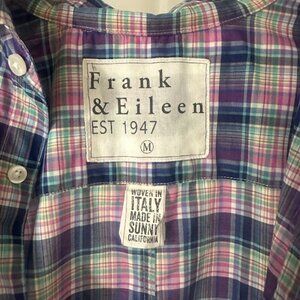 Frank
& Eileen
EST 1947
M
WOVEN IN
ITALY
MADE IN
SUNNY
CALIFORNIA